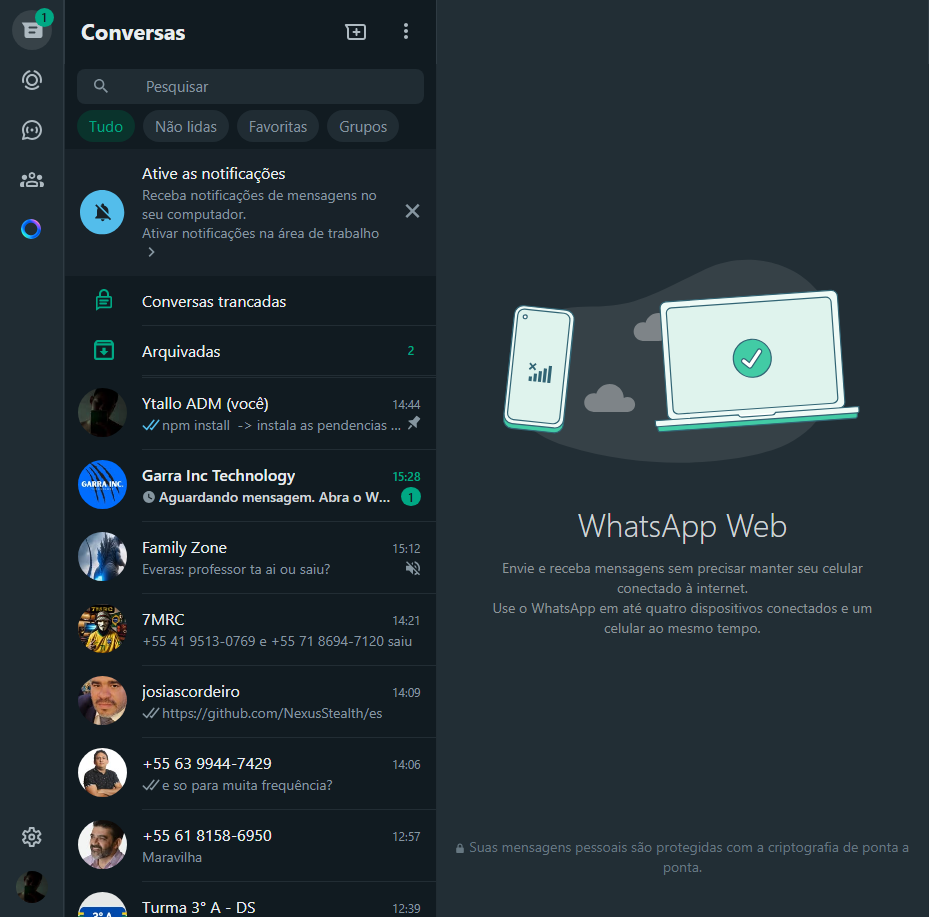 1
Conversas
Pesquisar
Tudo
Não lidas
Favoritas
Grupos
Ative as notificações
Receba notificações de mensagens no
seu computador.
Ativar notificações na área de trabalho
Conversas trancadas
Arquivadas
2
Ytallo ADM (você)
14:44
npm install -> instala as pendencias ...
GARRA INC.
Garra Inc Technology
15:28
Aguardando mensagem. Abra o W...
1
Family Zone
15:12
Everas: professor ta ai ou saiu?
7MRC
7MRC
14:21
+55 41 9513-0769 e +55 71 8694-7120 saiu
josiascordeiro
14:09
https://github.com/NexusStealth/es
+55 63 9944-7429
14:06
e so para muita frequência?
+55 61 8158-6950
12:57
Maravilha
3° A
Turma 3° A - DS
12:39
WhatsApp Web
Envie e receba mensagens sem precisar manter seu celular
conectado à internet.
Use o WhatsApp em até quatro dispositivos conectados e um
celular ao mesmo tempo.
Suas mensagens pessoais são protegidas com a criptografia de ponta a
ponta.